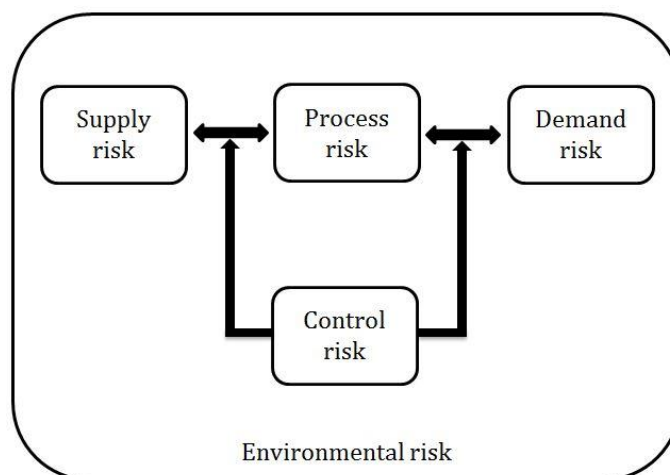 Supply
risk
Process
risk
Demand
risk
Control
risk
Environmental risk